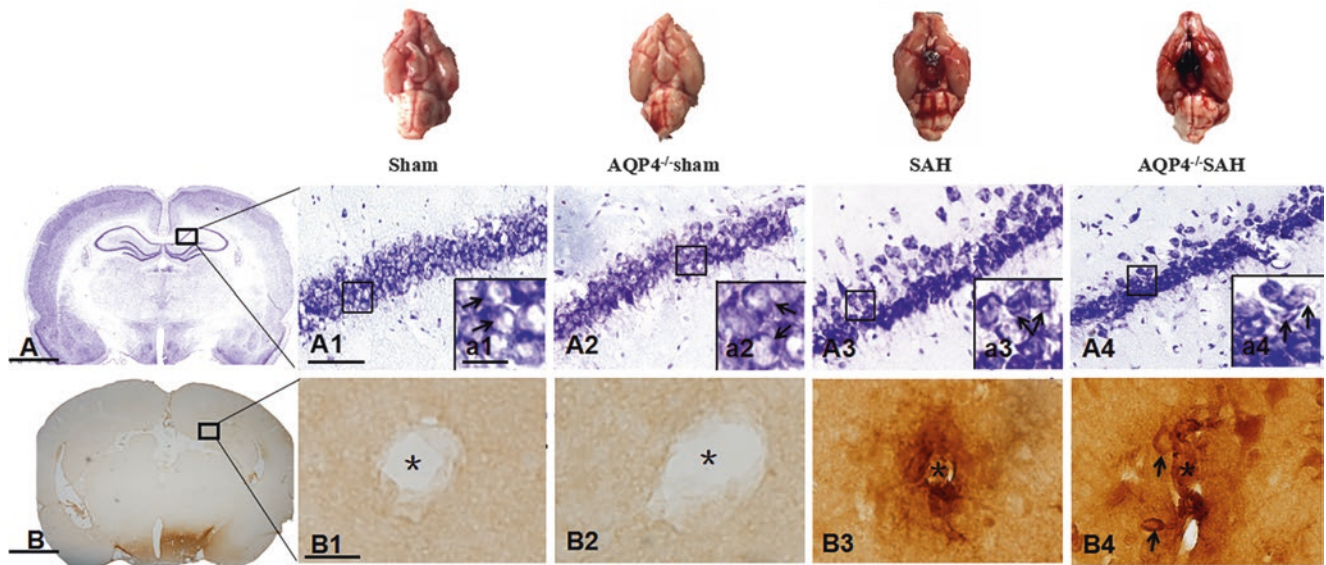 Sham AQP4-/-sham SAH AQP4-/-SAH
A A1 a1 A2 a2 A3 a3 A4 a4
* * * *
B B1 B2 B3 B4